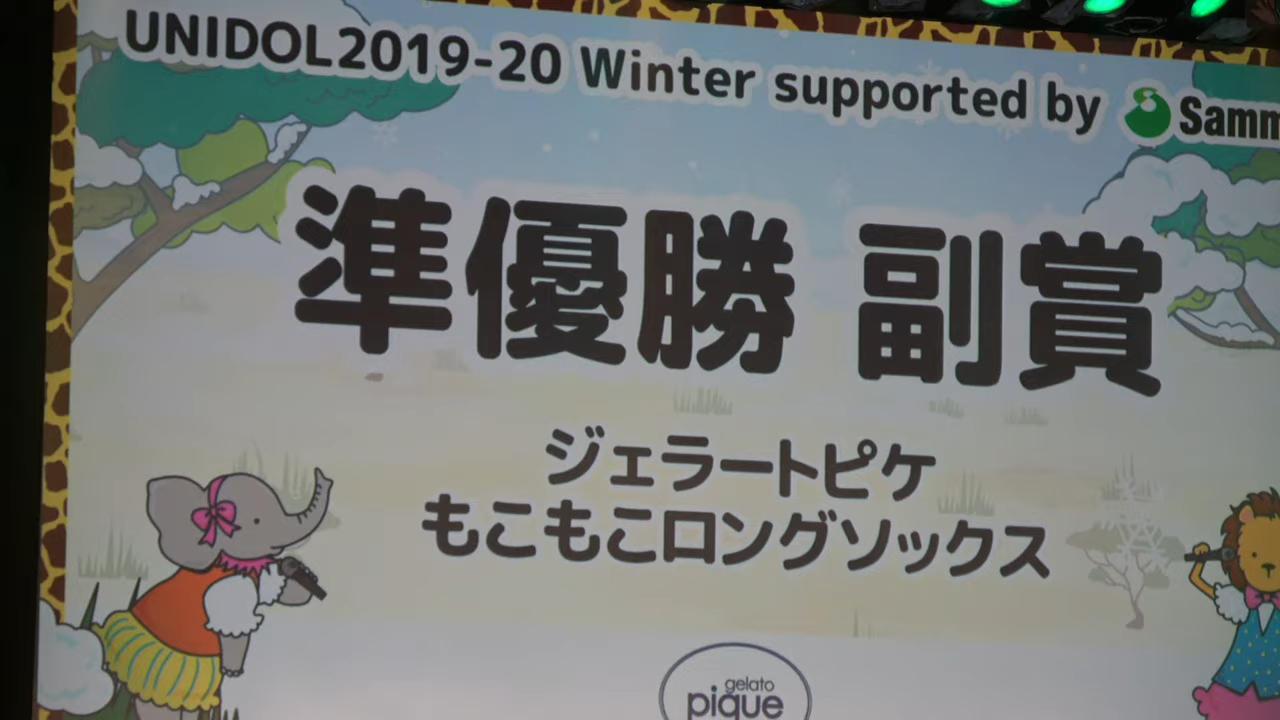 UNIDOL2019-20 Winter supported by Samm
準優勝 副賞
ジェラートピケ
もこもこロングソックス
gelato
pique